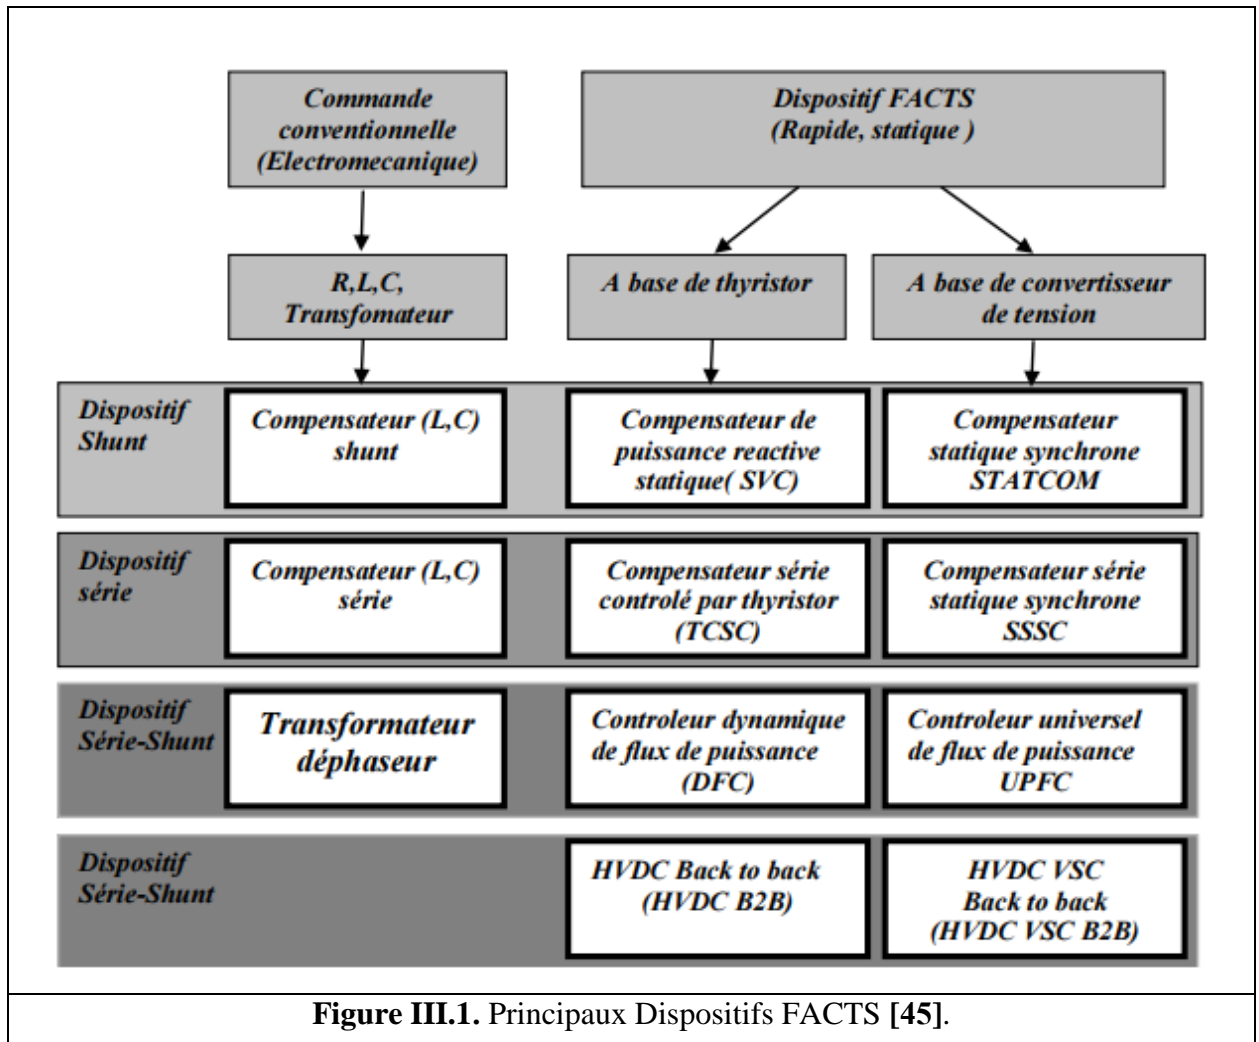 Commande
conventionnelle
(Electromecanique)
Dispositif FACTS
(Rapide, statique )
R,L,C,
Transfomateur
A base de thyristor
A base de convertisseur
de tension
Dispositif
Shunt
Compensateur (L,C)
shunt
Compensateur de
puissance reactive
statique( SVC)
Compensateur
statique synchrone
STATCOM
Dispositif
série
Compensateur (L,C)
série
Compensateur série
controlé par thyristor
(TCSC)
Compensateur série
statique synchrone
SSSC
Dispositif
Série-Shunt
Transformateur
déphaseur
Controleur dynamique
de flux de puissance
(DFC)
Controleur universel
de flux de puissance
UPFC
Dispositif
Série-Shunt
HVDC Back to back
(HVDC B2B)
HVDC VSC
Back to back
(HVDC VSC B2B)
Figure III.1. Principaux Dispositifs FACTS [45].